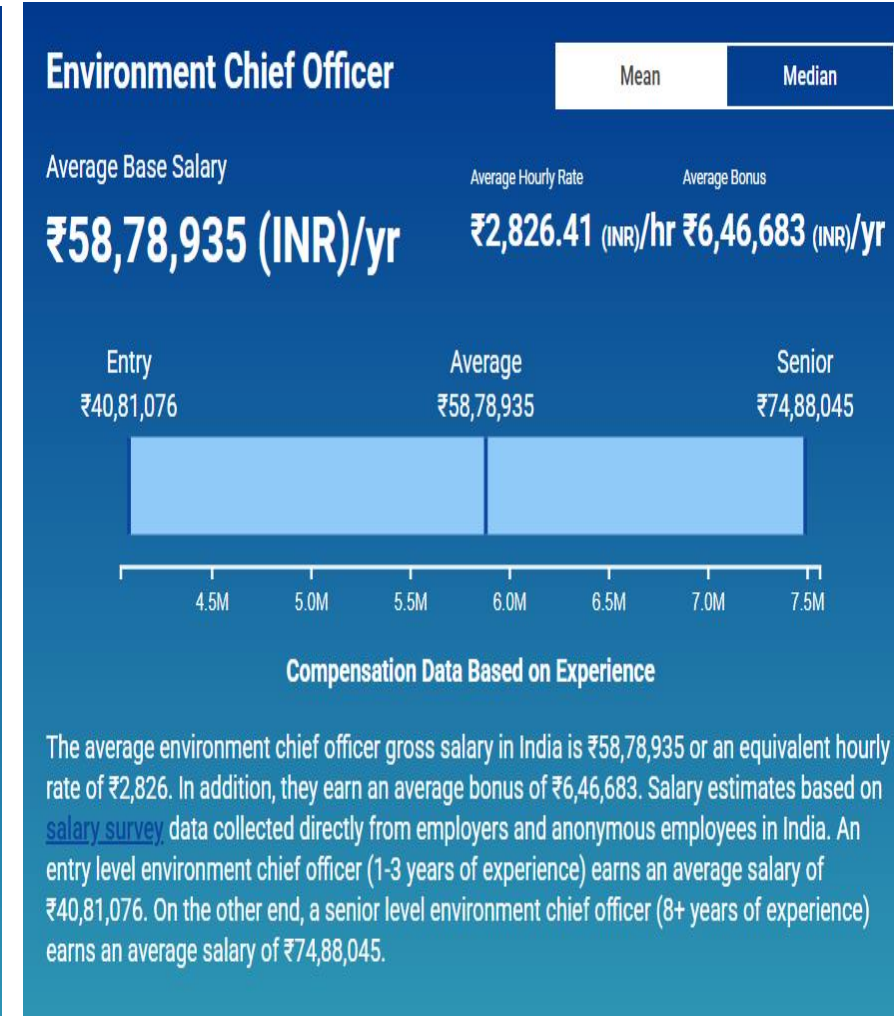 Environment Chief Officer
Mean Median
Average Base Salary
₹58,78,935 (INR)/yr
Average Hourly Rate
₹2,826.41 (INR)/hr
Average Bonus
₹6,46,683 (INR)/yr
Entry Average Senior
₹40,81,076 ₹58,78,935 ₹74,88,045
4.5M 5.0M 5.5M 6.0M 6.5M 7.0M 7.5M
Compensation Data Based on Experience
The average environment chief officer gross salary in India is ₹58,78,935 or an equivalent hourly
rate of ₹2,826. In addition, they earn an average bonus of ₹6,46,683. Salary estimates based on
salary survey data collected directly from employers and anonymous employees in India. An
entry level environment chief officer (1-3 years of experience) earns an average salary of
₹40,81,076. On the other end, a senior level environment chief officer (8+ years of experience)
earns an average salary of ₹74,88,045.